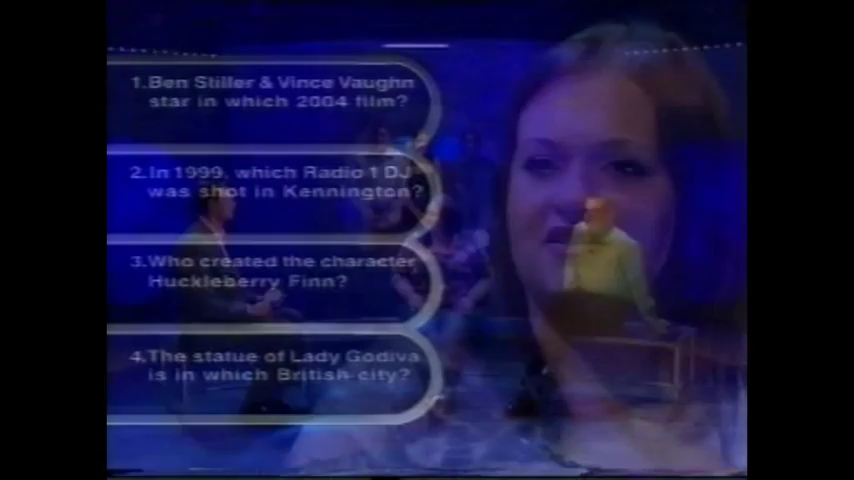 1.Ben Stiller & Vince Vaughn
star in which 2004 film?
2.In 1999, which Radio 1 DJ
was shot in Kennington?
3.Who created the character
Huckleberry Finn?
4.The statue of Lady Godiva
is in which British city?